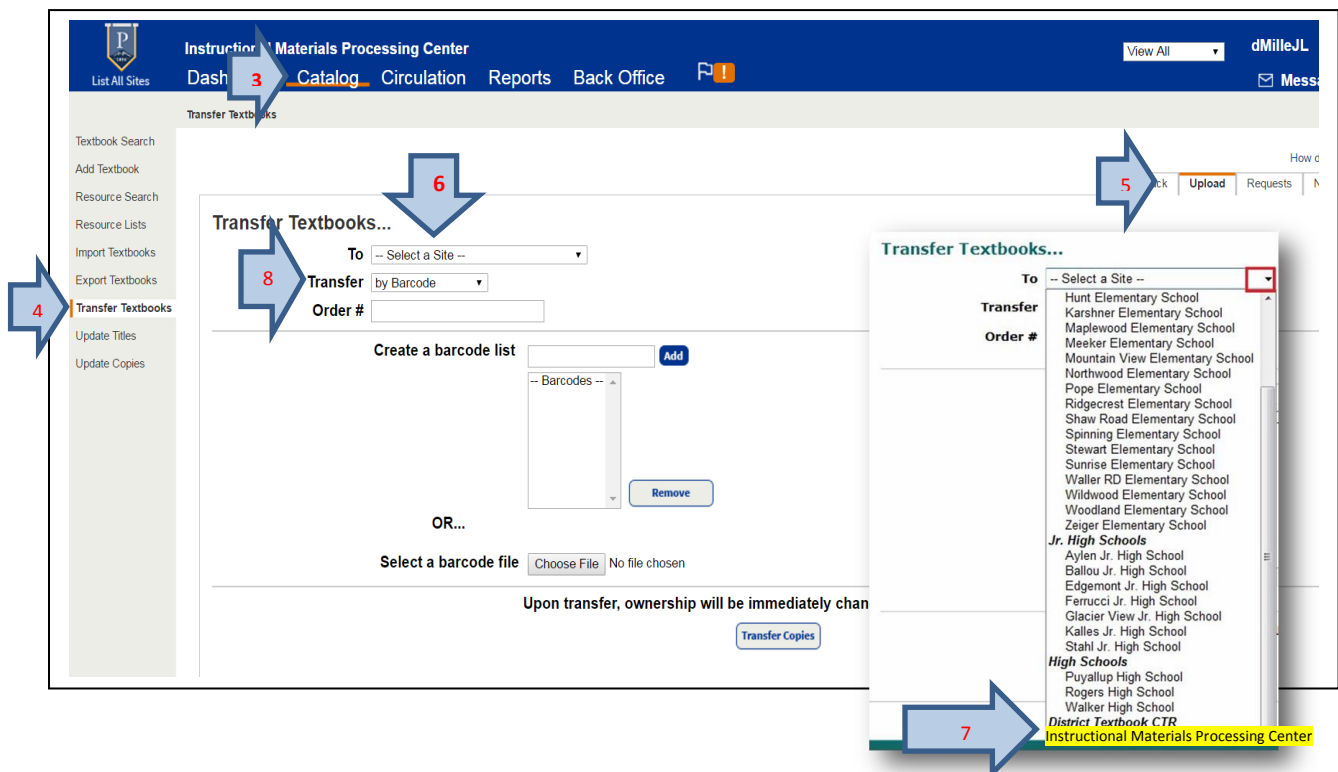 P
1854
List All Sites
Instructional Materials Processing Center
View All
dMilleJL
3
Catalog
Circulation
Reports
Back Office
!
Transfer Textbooks
Textbook Search
Add Textbook
Resource Search
Resource Lists
Import Textbooks
Export Textbooks
4
Transfer Textbooks
Update Titles
Update Copies
How d
5
Upload
Requests
N
6
Transfer Textbooks...
To
-- Select a Site --
8
Transfer
by Barcode
Order #
Create a barcode list
Add
-- Barcodes --
Remove
OR...
Select a barcode file
Choose File No file chosen
Upon transfer, ownership will be immediately chan
Transfer Copies
Transfer Textbooks...
To
-- Select a Site --
Transfer
Order #
Hunt Elementary School
Karshner Elementary School
Maplewood Elementary School
Meeker Elementary School
Mountain View Elementary School
Northwood Elementary School
Pope Elementary School
Ridgecrest Elementary School
Shaw Road Elementary School
Spinning Elementary School
Stewart Elementary School
Sunrise Elementary School
Waller RD Elementary School
Wildwood Elementary School
Woodland Elementary School
Zeiger Elementary School
Jr. High Schools
Aylen Jr. High School
Ballou Jr. High School
Edgemont Jr. High School
Ferrucci Jr. High School
Glacier View Jr. High School
Kalles Jr. High School
Stahl Jr. High School
High Schools
Puyallup High School
Rogers High School
Walker High School
District Textbook CTR
7
Instructional Materials Processing Center